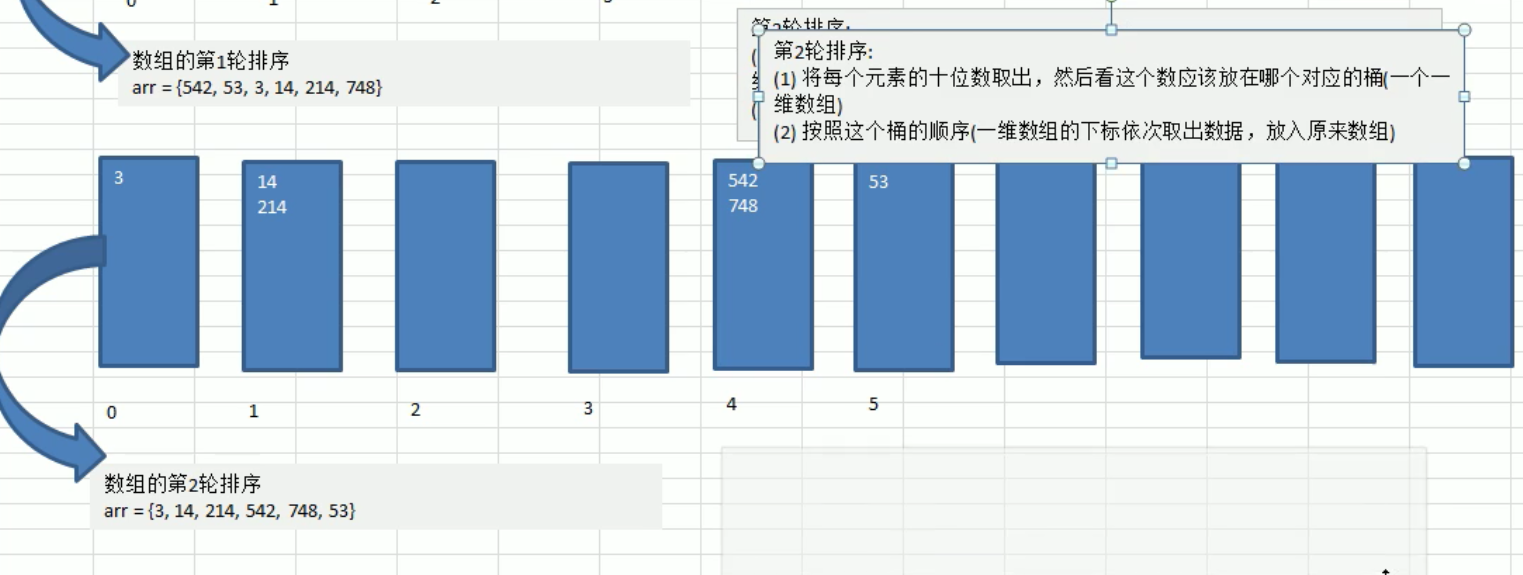 数组的第1轮排序
arr = {542, 53, 3, 14, 214, 748}
第2轮排序:
(1) 将每个元素的十位数取出，然后看这个数应该放在哪个对应的桶(一个一
维数组)
(2) 按照这个桶的顺序(一维数组的下标依次取出数据，放入原来数组)
3
14
214
542
748
53
0
1
2
3
4
5
数组的第2轮排序
arr = {3, 14, 214, 542, 748, 53}